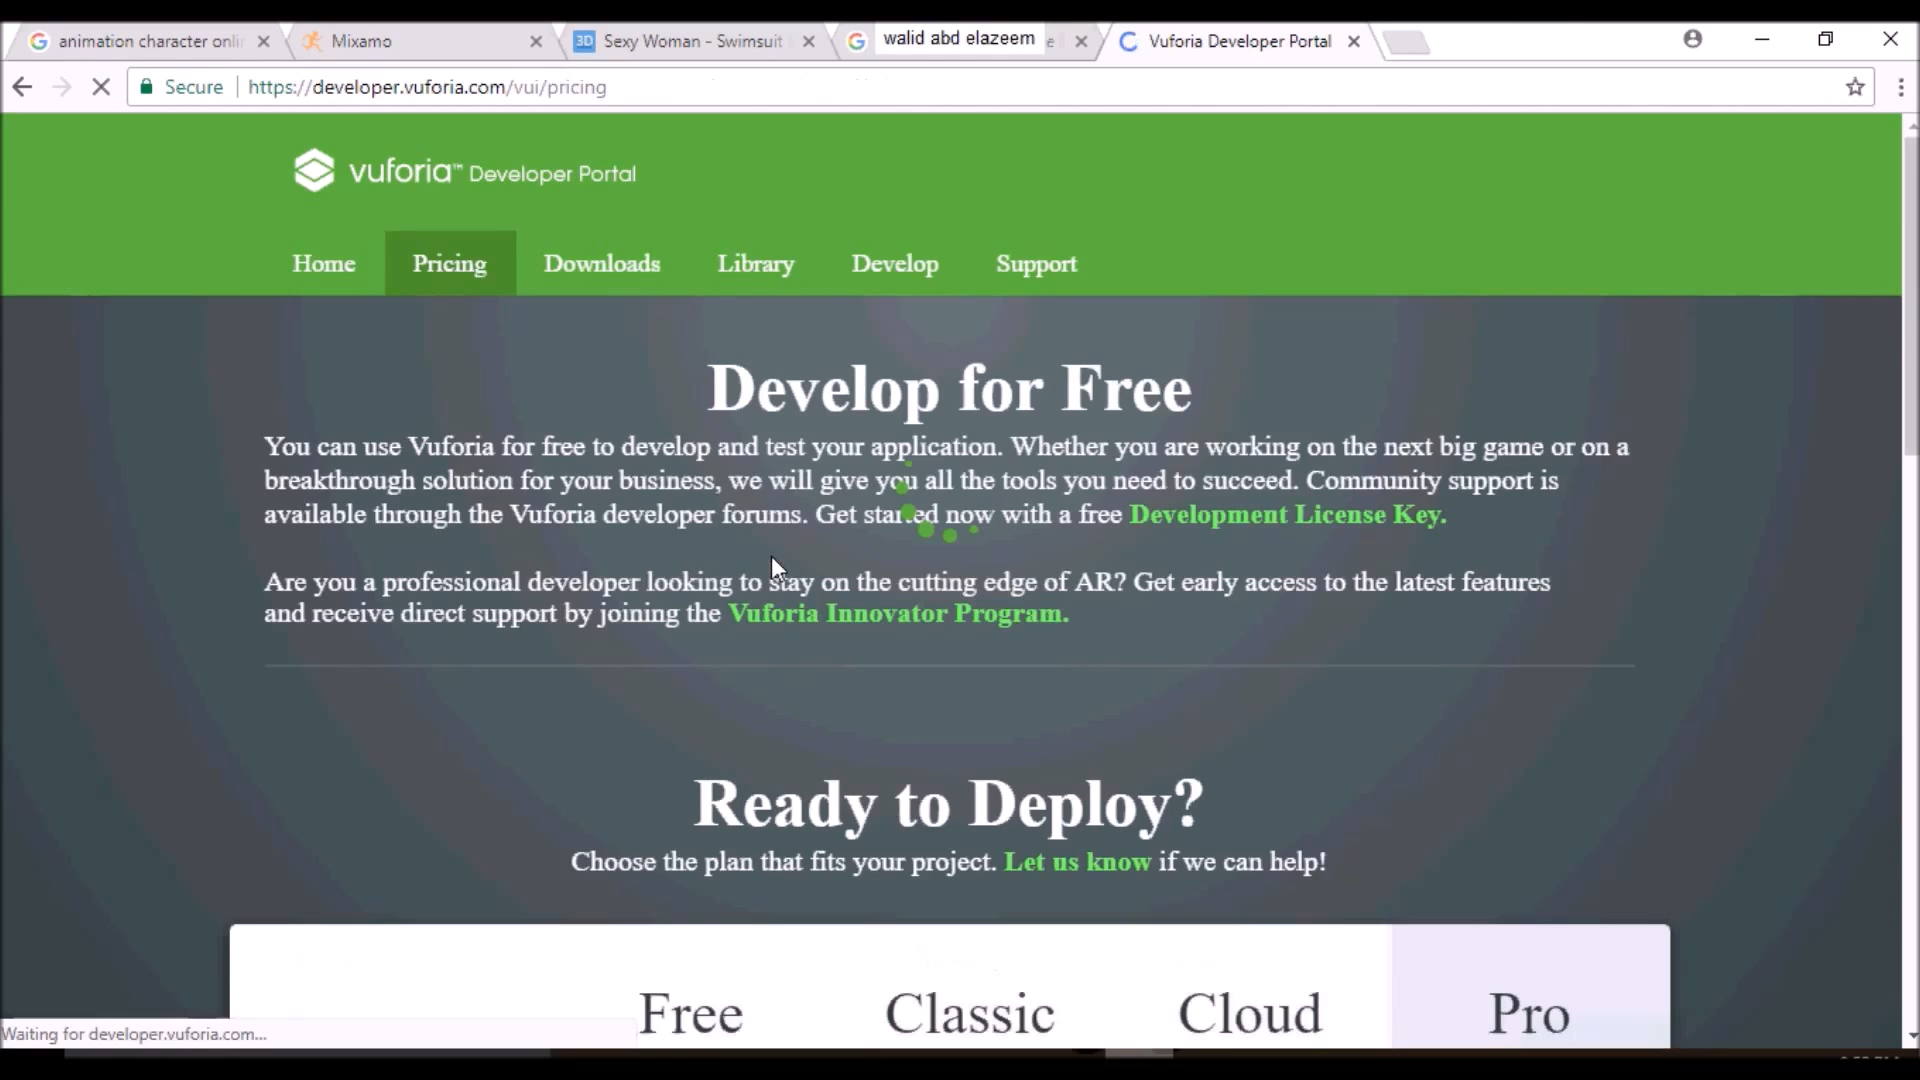 animation character onli
Mixamo
3D
Sexy Woman - Swimsuit
walid abd elazeem
Vuforia Developer Portal
Secure
https://developer.vuforia.com/vui/pricing
vuforia™ Developer Portal
Home
Pricing
Downloads
Library
Develop
Support
Develop for Free
You can use Vuforia for free to develop and test your application. Whether you are working on the next big game or on a
breakthrough solution for your business, we will give you all the tools you need to succeed. Community support is
available through the Vuforia developer forums. Get started now with a free Development License Key.
Are you a professional developer looking to stay on the cutting edge of AR? Get early access to the latest features
and receive direct support by joining the Vuforia Innovator Program.
Ready to Deploy?
Choose the plan that fits your project. Let us know if we can help!
Free
Classic
Cloud
Pro
Waiting for developer.vuforia.com...